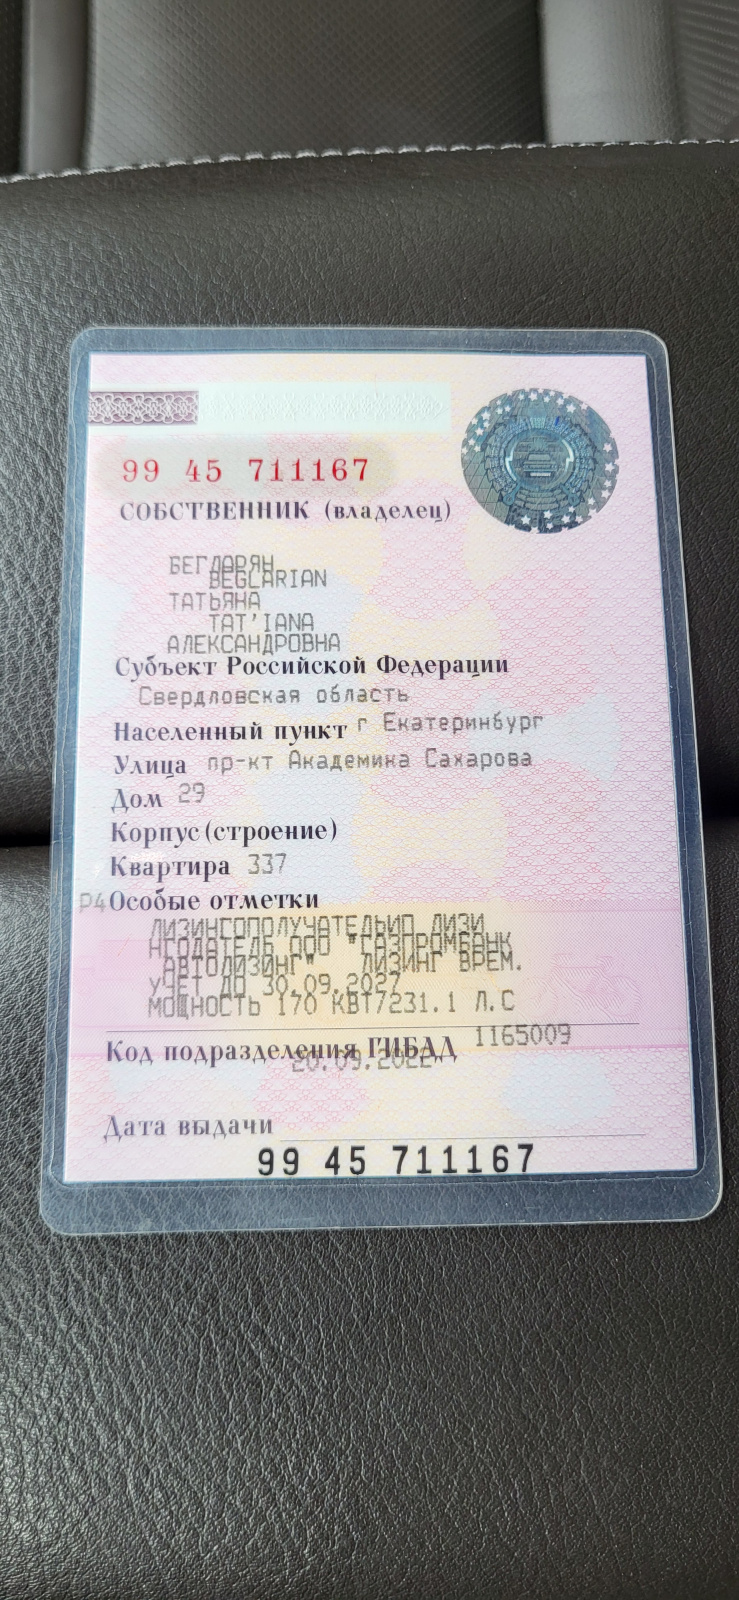 99 45 711167
СОБСТВЕННИК (владелец)
БЕГЛАРЯН
BEGLARIAN
ТАТЬЯНА
TAT'IANA
АЛЕКСАНДРОВНА
Субъект Российской Федерации
Свердловская область
Населенный пункт г Екатеринбург
Улица пр-кт Академика Сахарова
Дом 29
Корпус (строение)
Квартира 337
Р4 Особые отметки
ЛИЗИНГОПОЛУЧАТЕЛЬИП ЛИЗИ
НГОДАТЕЛЬ ООО "ГАЗПРОМБАНК
АВТОЛИЗИНГ" ЛИЗИНГ ВРЕМ.
УЧЕТ ДО 30.09.2027
МОЩНОСТЬ 170 КВТ/231.1 Л.С
Код подразделения ГИБДД 1165009
20.09.2022
Дата выдачи
99 45 711167